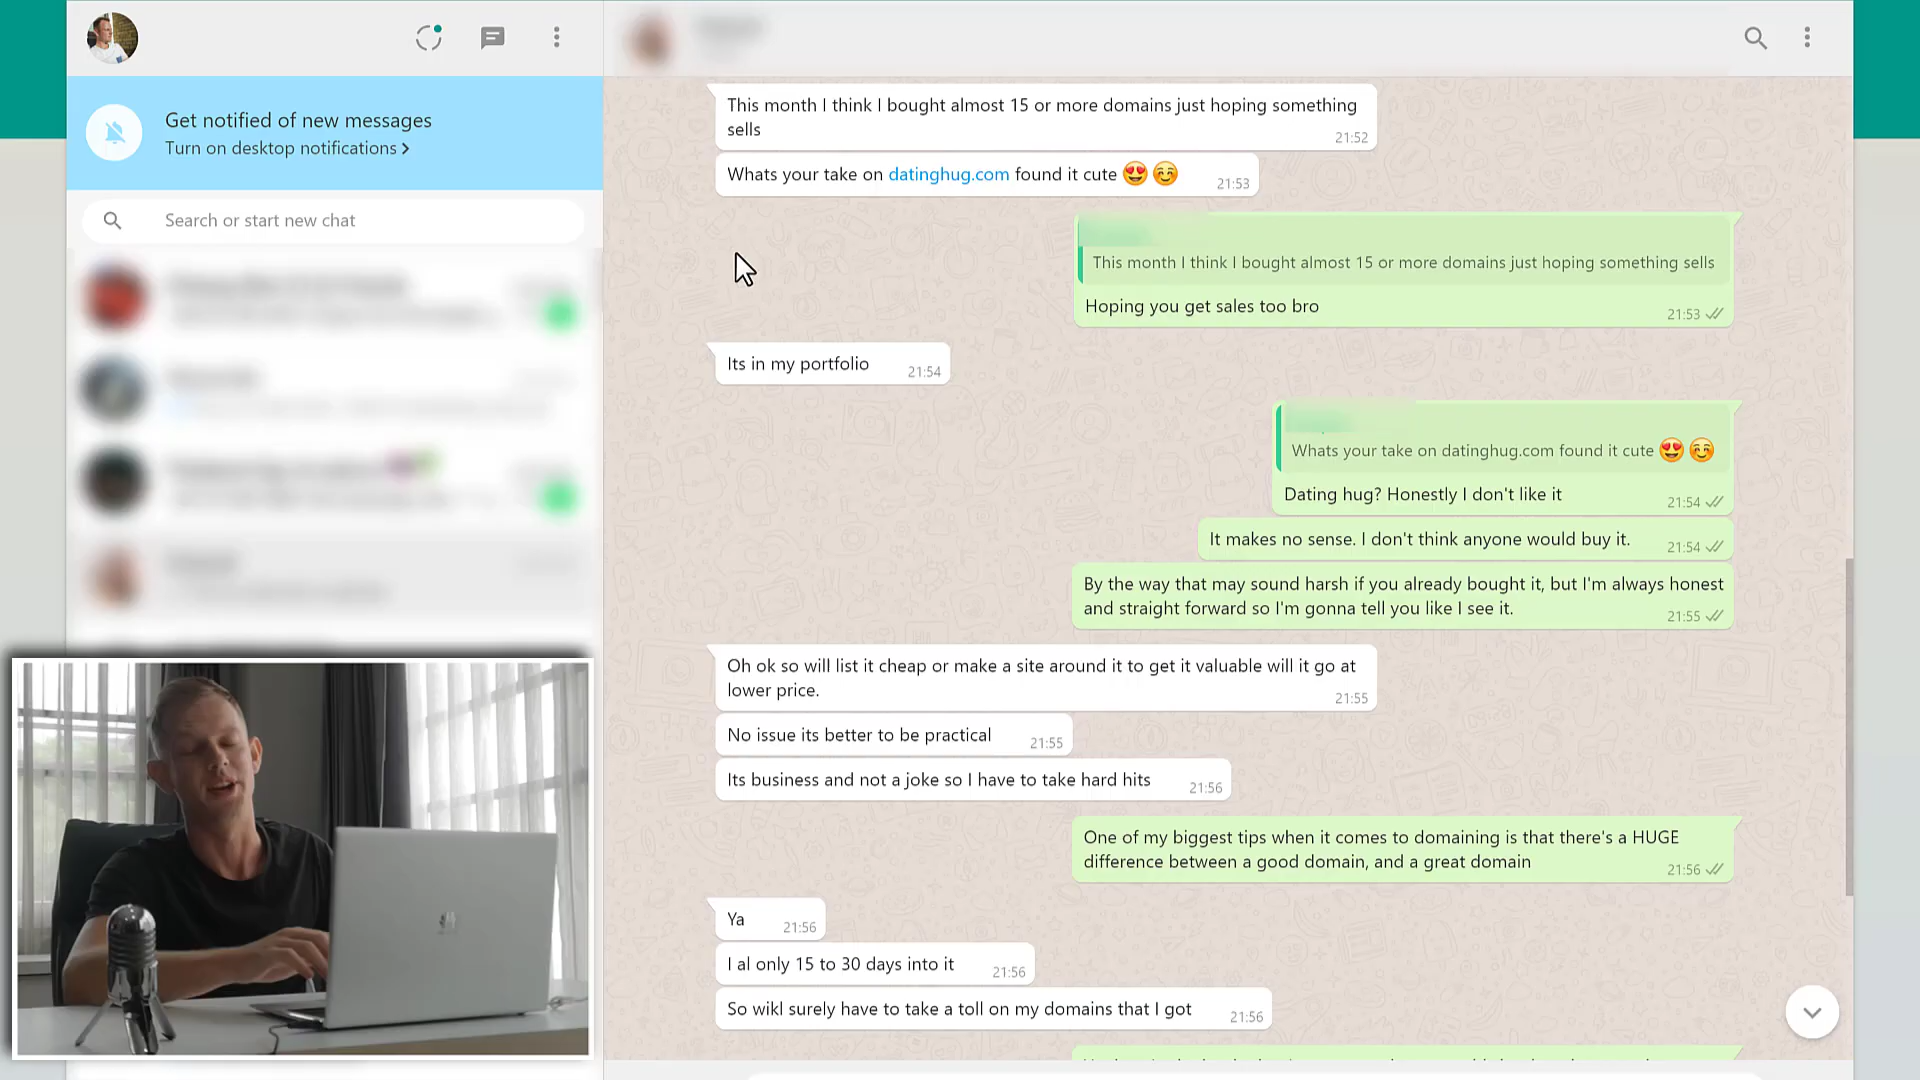 Get notified of new messages
Turn on desktop notifications >
Search or start new chat
This month I think I bought almost 15 or more domains just hoping something
sells
21:52
Whats your take on datinghug.com found it cute 😍 ☺️
21:53
This month I think I bought almost 15 or more domains just hoping something sells
Hoping you get sales too bro
21:53
Its in my portfolio
21:54
Whats your take on datinghug.com found it cute 😍 ☺️
Dating hug? Honestly I don't like it
21:54
It makes no sense. I don't think anyone would buy it.
21:54
By the way that may sound harsh if you already bought it, but I'm always honest
and straight forward so I'm gonna tell you like I see it.
21:55
Oh ok so will list it cheap or make a site around it to get it valuable will it go at
lower price.
21:55
No issue its better to be practical
21:55
Its business and not a joke so I have to take hard hits
21:56
One of my biggest tips when it comes to domaining is that there's a HUGE
difference between a good domain, and a great domain
21:56
Ya
21:56
I al only 15 to 30 days into it
21:56
So wikl surely have to take a toll on my domains that I got
21:56